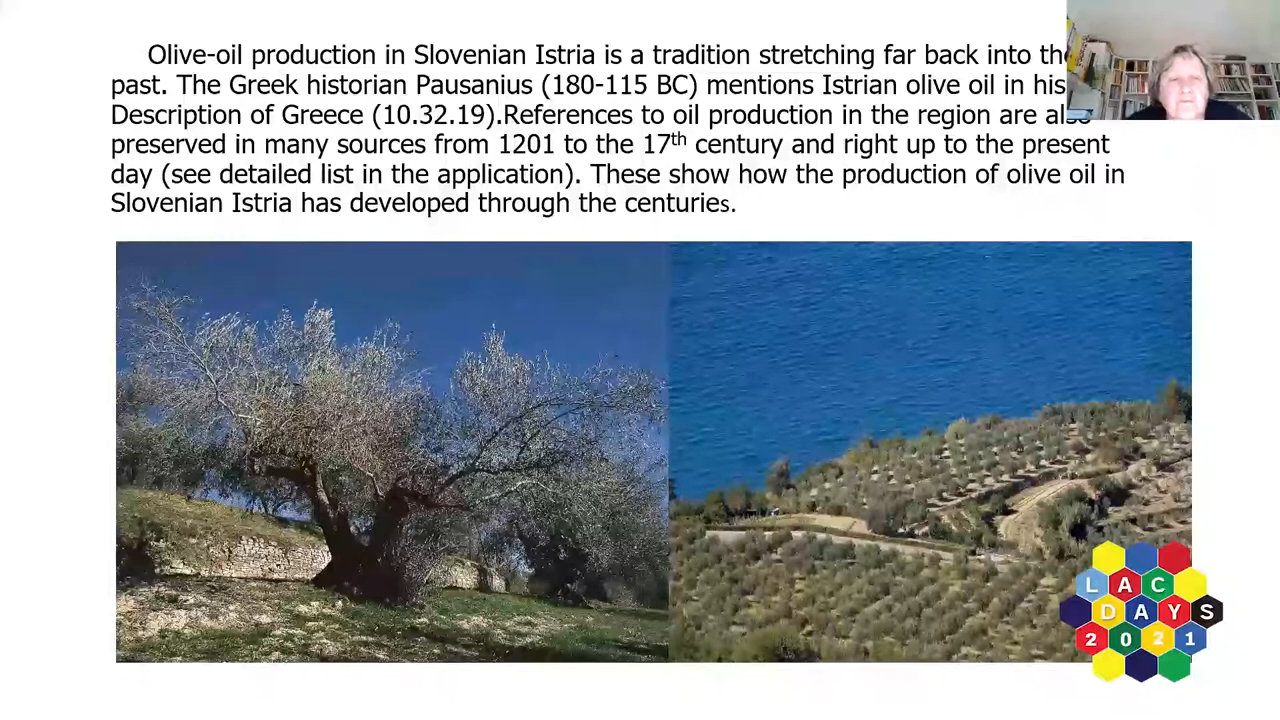 Olive-oil production in Slovenian Istria is a tradition stretching far back into the
past. The Greek historian Pausanius (180-115 BC) mentions Istrian olive oil in his
Description of Greece (10.32.19).References to oil production in the region are also
preserved in many sources from 1201 to the 17th century and right up to the present
day (see detailed list in the application). These show how the production of olive oil in
Slovenian Istria has developed through the centuries.
LAC
DAYS
2021